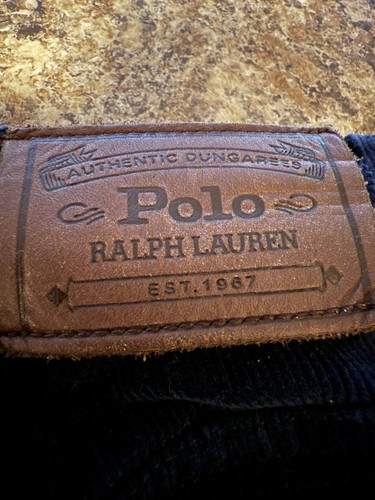 AUTHENTIC DUNGAREES
Polo
RALPH LAUREN
EST. 1967